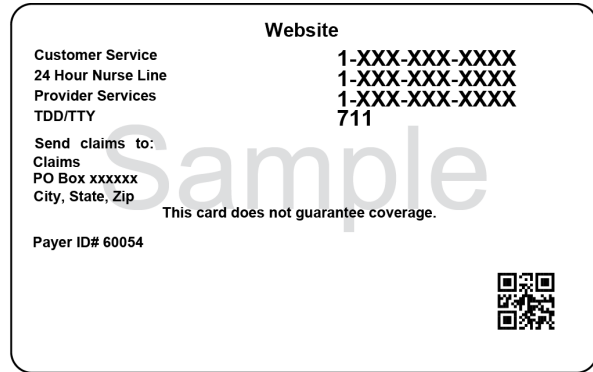 Website
Customer Service 1-XXX-XXX-XXXX
24 Hour Nurse Line 1-XXX-XXX-XXXX
Provider Services 1-XXX-XXX-XXXX
TDD/TTY 711
Send claims to:
Claims
PO Box xxxxxx
City, State, Zip
Sample
This card does not guarantee coverage.
Payer ID# 60054